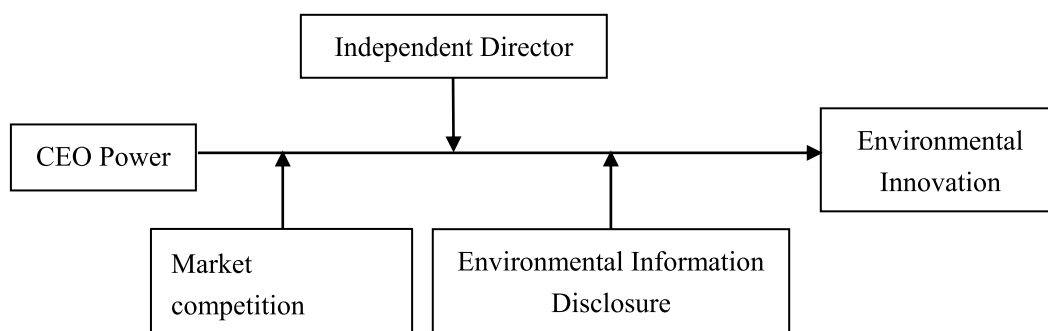 Independent Director
CEO Power
Environmental
Innovation
Market
competition
Environmental Information
Disclosure